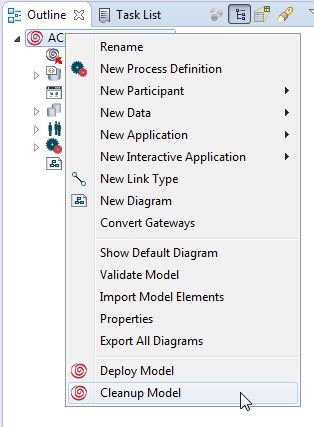 Outline
Task List
AC
Rename
New Process Definition
New Participant
New Data
New Application
New Interactive Application
New Link Type
New Diagram
Convert Gateways
Show Default Diagram
Validate Model
Import Model Elements
Properties
Export All Diagrams
Deploy Model
Cleanup Model